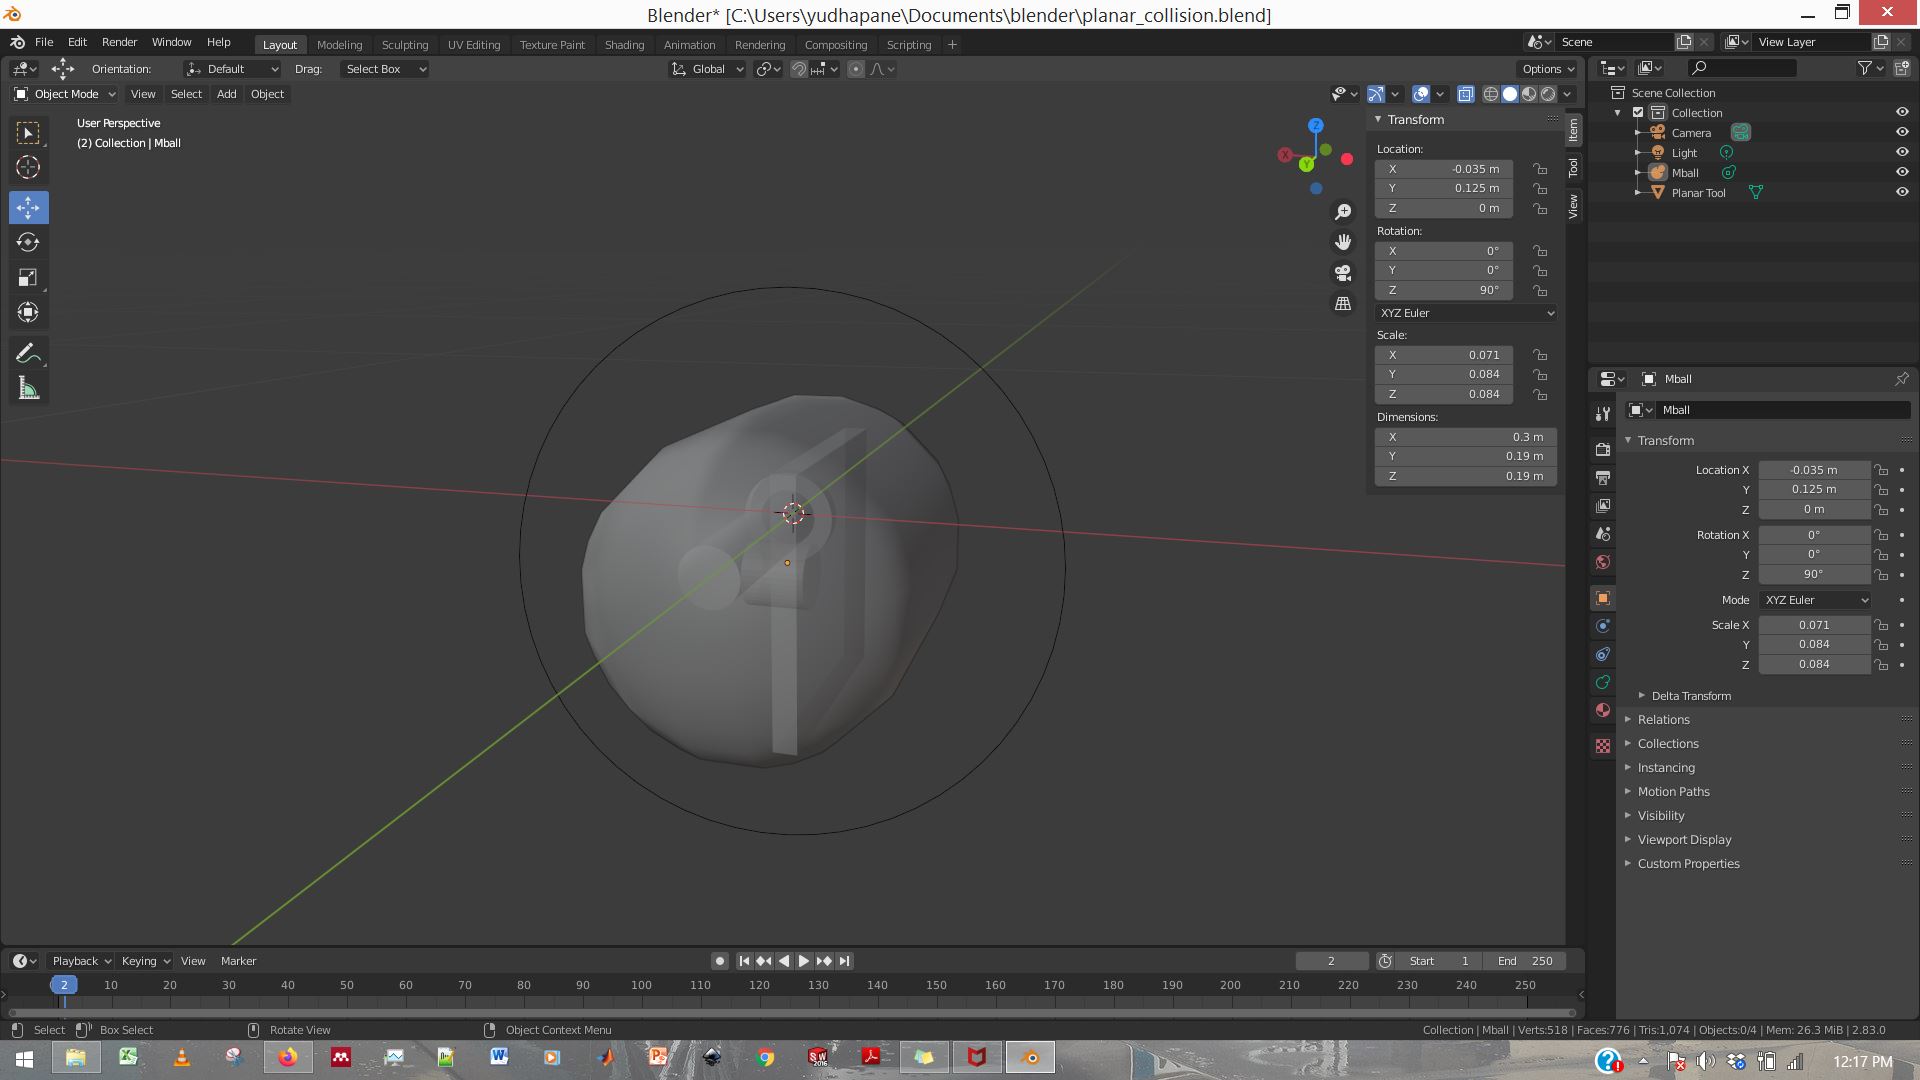 Blender* [C:\Users\yudhapane\Documents\blender\planar_collision.blend]
File Edit Render Window Help Layout Modeling Sculpting UV Editing Texture Paint Shading Animation Rendering Compositing Scripting + Scene View Layer
Orientation: Default Drag: Select Box Global Options
Object Mode View Select Add Object
User Perspective
(2) Collection | Mball
Z
X
Y
Transform
Location:
X -0.035 m
Y 0.125 m
Z 0 m
Rotation:
X 0°
Y 0°
Z 90°
XYZ Euler
Scale:
X 0.071
Y 0.084
Z 0.084
Dimensions:
X 0.3 m
Y 0.19 m
Z 0.19 m
Item
Tool
View
Scene Collection
Collection
Camera
Light
Mball
Planar Tool
Mball
Mball
Transform
Location X -0.035 m
Y 0.125 m
Z 0 m
Rotation X 0°
Y 0°
Z 90°
Mode XYZ Euler
Scale X 0.071
Y 0.084
Z 0.084
Delta Transform
Relations
Collections
Instancing
Motion Paths
Visibility
Viewport Display
Custom Properties
Playback Keying View Marker 2 Start 1 End 250
2 10 20 30 40 50 60 70 80 90 100 110 120 130 140 150 160 170 180 190 200 210 220 230 240 250
Select Box Select Rotate View Object Context Menu Collection | Mball | Verts:518 | Faces:776 | Tris:1,074 | Objects:0/4 | Mem: 26.3 MiB | 2.83.0
12:17 PM